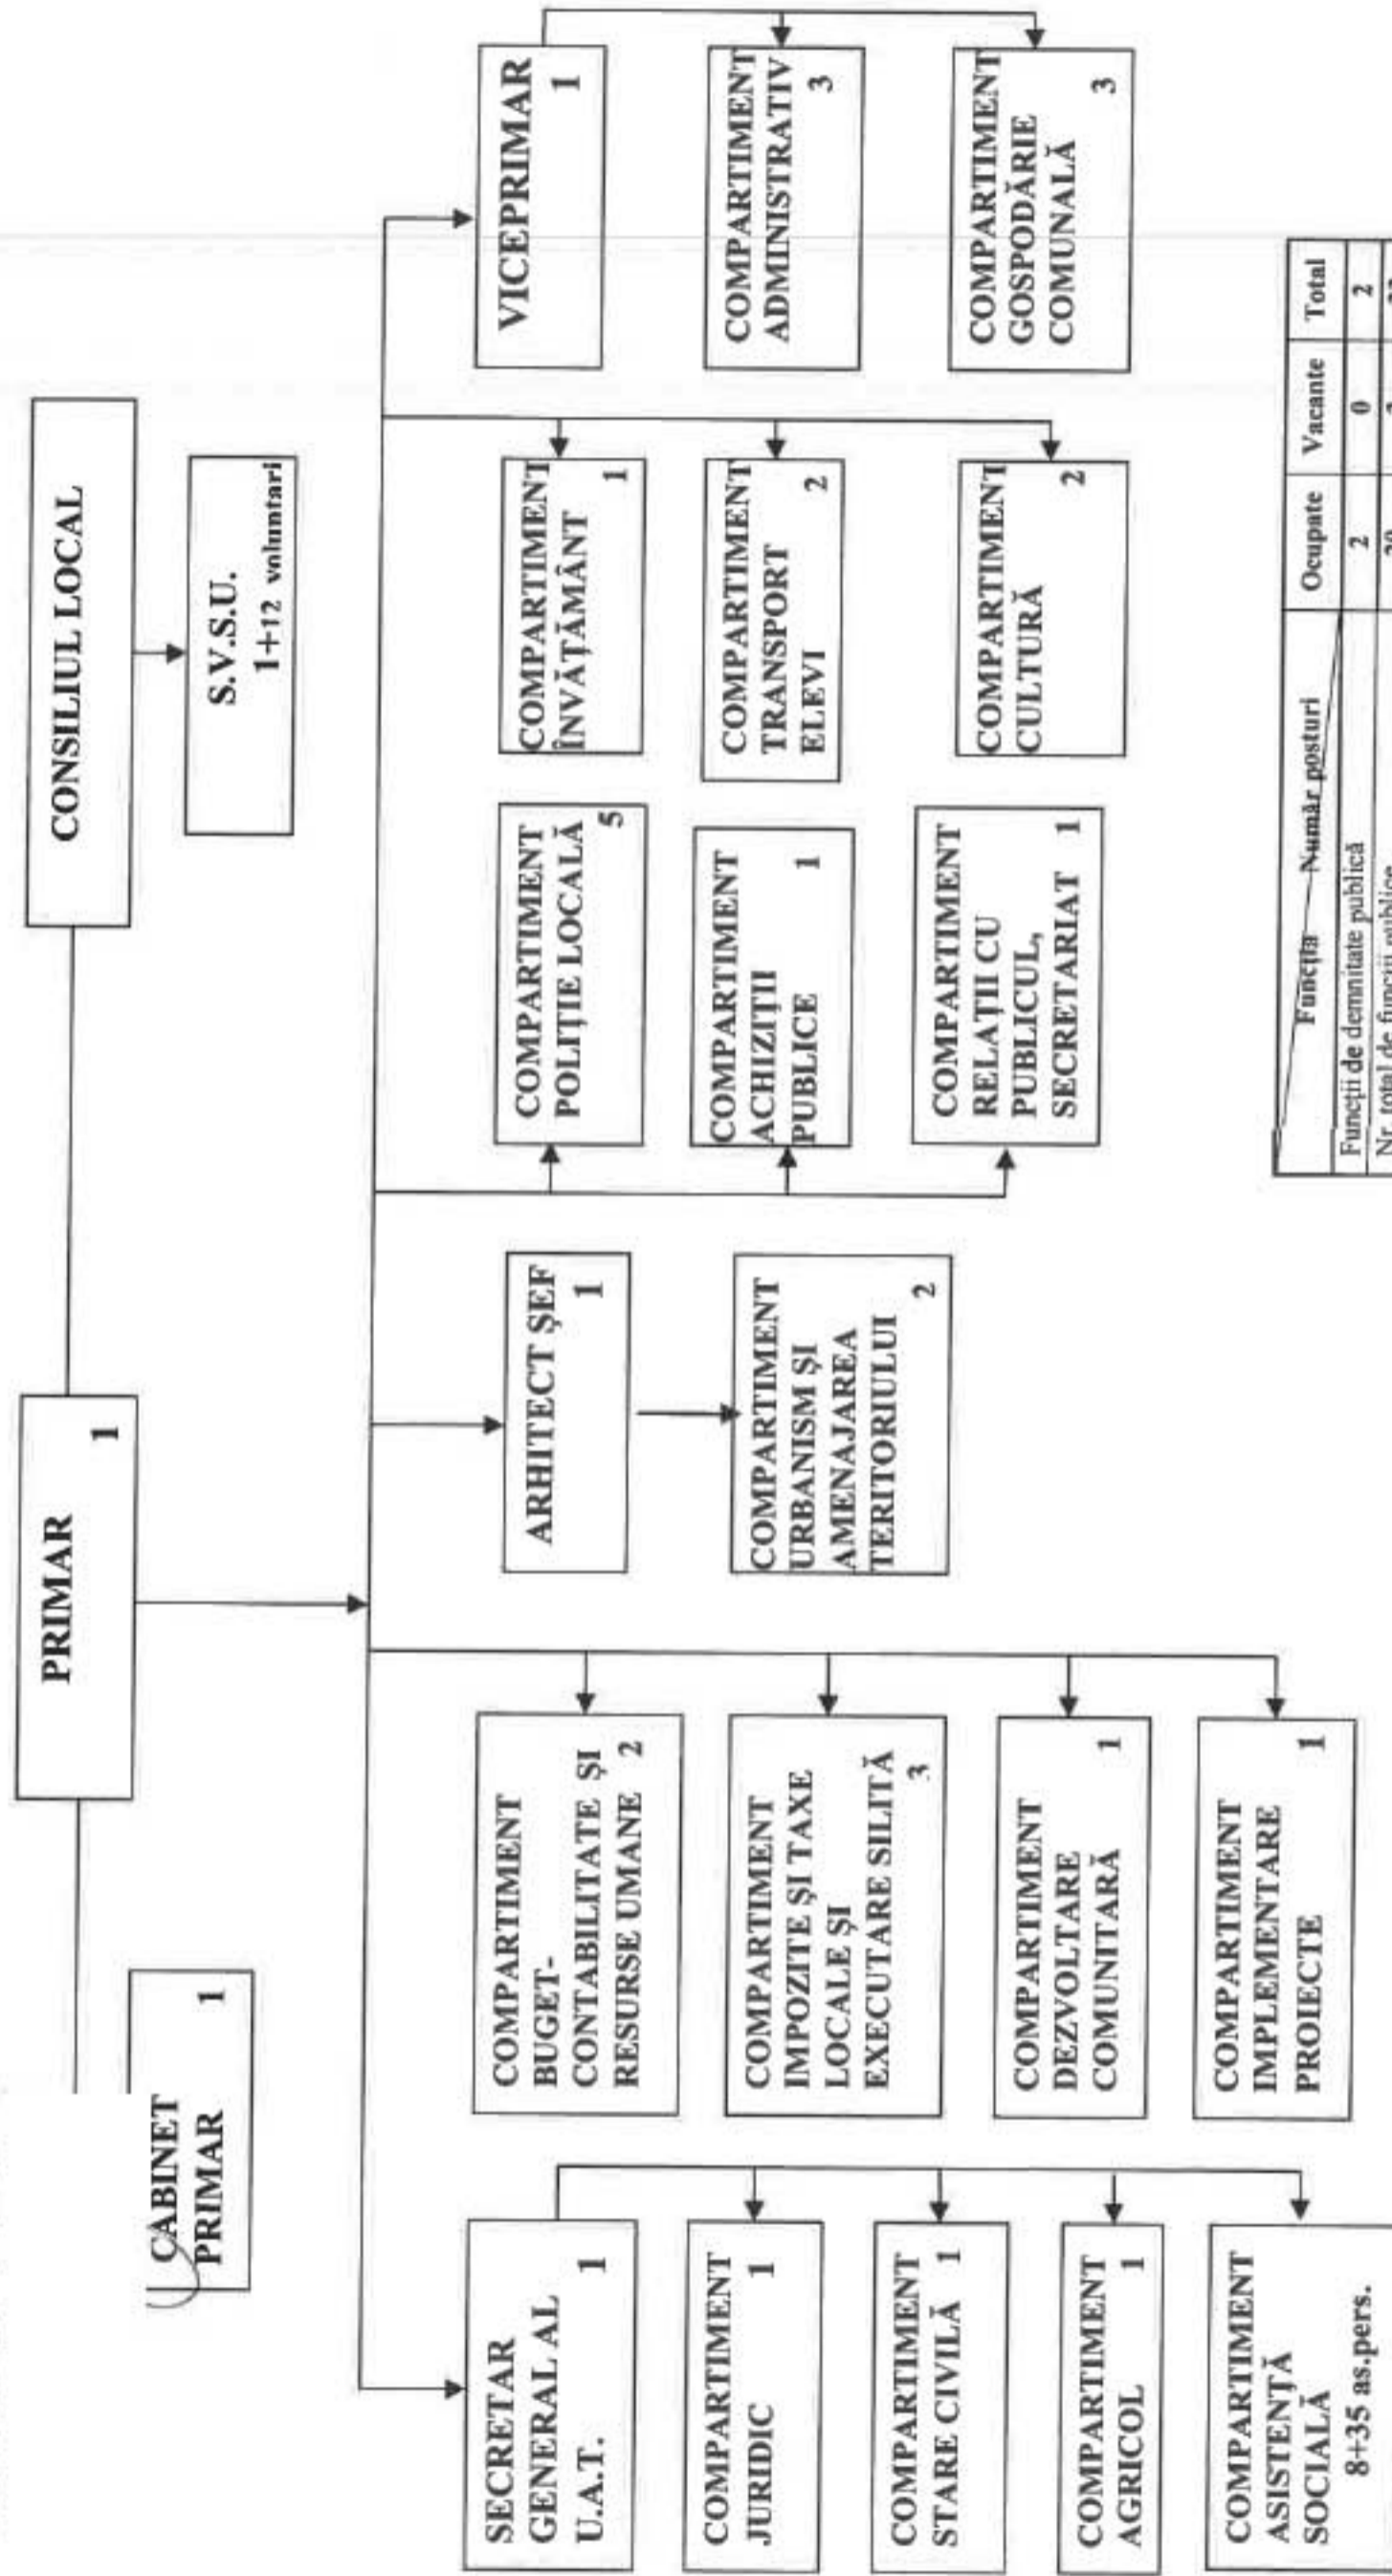 PRIMAR
1
CONSILIUL LOCAL
CABINET
PRIMAR
1
S.V.S.U.
1+12 voluntari
SECRETAR
GENERAL AL
U.A.T. 1
COMPARTIMENT
JURIDIC 1
COMPARTIMENT
STARE CIVILĂ 1
COMPARTIMENT
AGRICOL 1
COMPARTIMENT
ASISTENȚĂ
SOCIALĂ
8+35 as.pers.
COMPARTIMENT
BUGET-
CONTABILITATE ȘI
RESURSE UMANE 2
COMPARTIMENT
IMPOZITE ȘI TAXE
LOCALE ȘI
EXECUTARE SILITĂ
3
COMPARTIMENT
DEZVOLTARE
COMUNITARĂ 1
COMPARTIMENT
IMPLEMENTARE
PROIECTE 1
ARHITECT ȘEF
1
COMPARTIMENT
URBANISM ȘI
AMENAJAREA
TERITORIULUI
2
COMPARTIMENT
POLIȚIE LOCALĂ
5
COMPARTIMENT
ACHIZIȚII
PUBLICE 1
COMPARTIMENT
RELAȚII CU
PUBLICUL,
SECRETARIAT 1
COMPARTIMENT
ÎNVĂȚĂMÂNT
1
COMPARTIMENT
TRANSPORT
ELEVI 2
COMPARTIMENT
CULTURĂ
2
VICEPRIMAR
1
COMPARTIMENT
ADMINISTRATIV
3
COMPARTIMENT
GOSPODĂRIE
COMUNALĂ
3
Funcția Număr posturi Ocupate Vacante Total
Funcții de demnitate publică 2 0 2
Nr. total de funcții publice